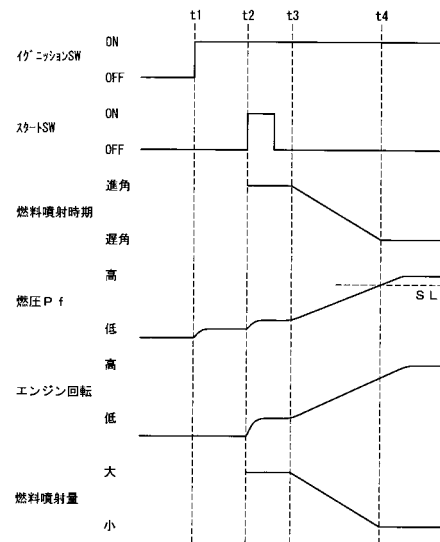 t1 t2 t3 t4
ON
イグニッションSW
OFF
ON
スタートSW
OFF
進角
燃料噴射時期
遅角
高
燃圧Pf
SL
低
高
エンジン回転
低
大
燃料噴射量
小